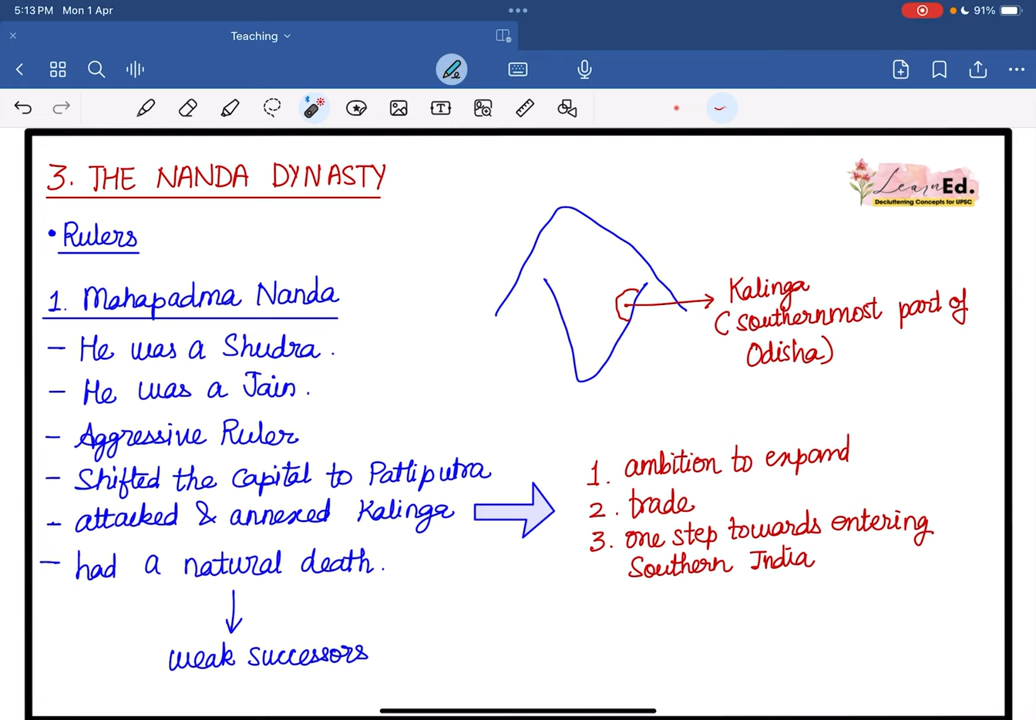 5:13 PM Mon 1 Apr
91%
Teaching
3. THE NANDA DYNASTY
LearnEd.
Decluttering Concepts for UPSC
• Rulers
1. Mahapadma Nanda
- He was a Shudra.
- He was a Jain.
- Aggressive Ruler
- Shifted the Capital to Patliputra
- attacked & annexed Kalinga
- had a natural death.
weak successors
Kalinga
(southernmost part of
Odisha)
1. ambition to expand
2. trade
3. one step towards entering
Southern India